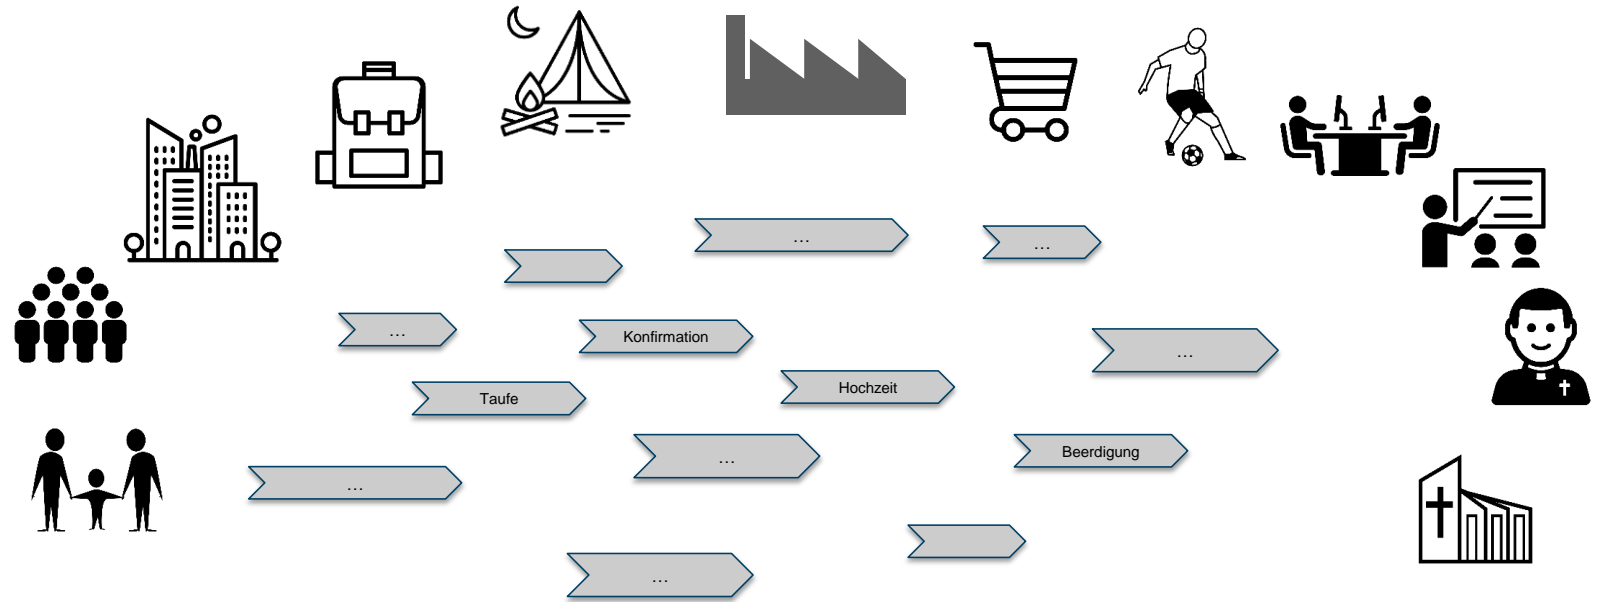 …
…
…
Konfirmation
…
Hochzeit
Taufe
Beerdigung
…
…
…